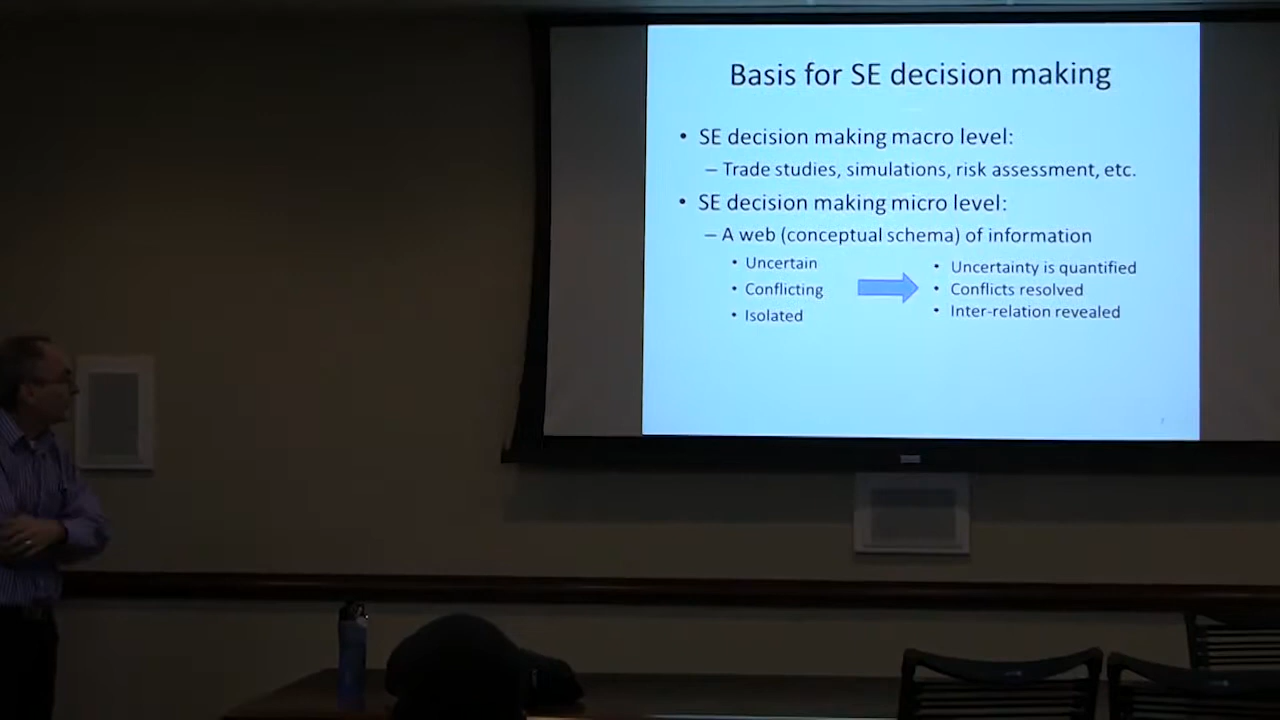 Basis for SE decision making
• SE decision making macro level:
– Trade studies, simulations, risk assessment, etc.
• SE decision making micro level:
– A web (conceptual schema) of information
• Uncertain
• Conflicting
• Isolated
• Uncertainty is quantified
• Conflicts resolved
• Inter-relation revealed